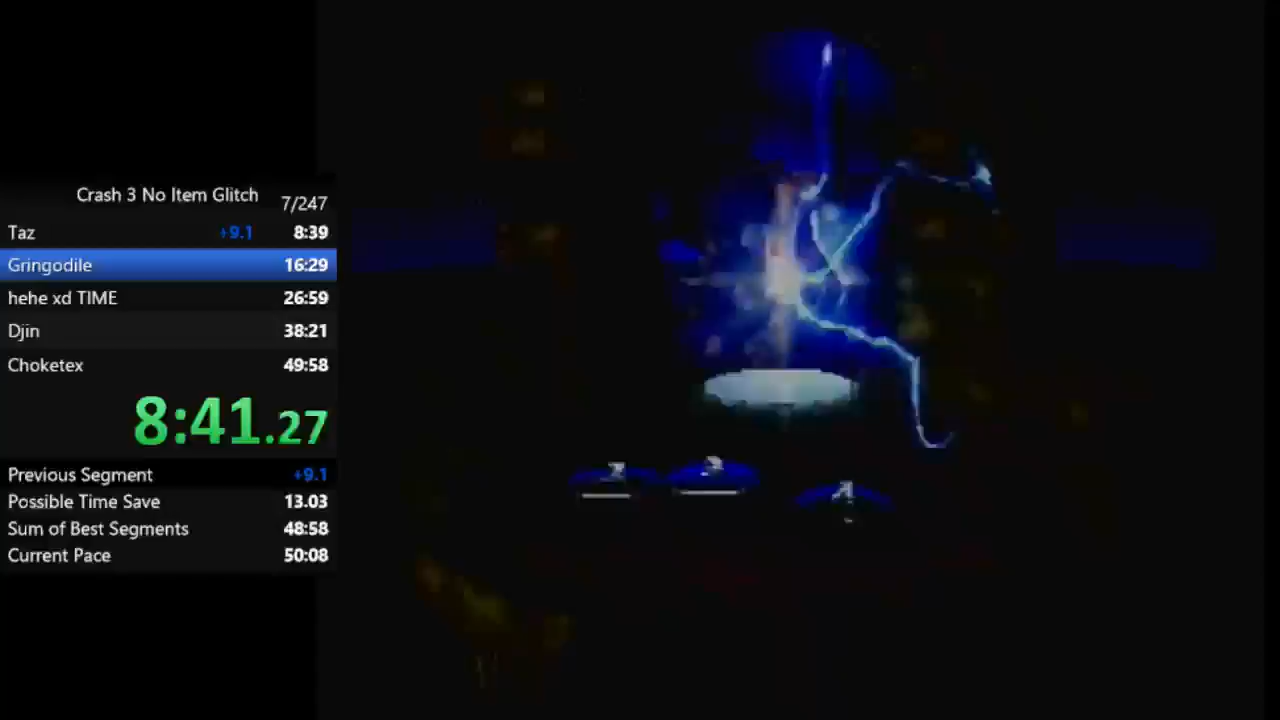 Crash 3 No Item Glitch 7/247
Taz +9.1 8:39
Gringodile 16:29
hehe xd TIME 26:59
Djin 38:21
Choketex 49:58
8:41.27
Previous Segment +9.1
Possible Time Save 13.03
Sum of Best Segments 48:58
Current Pace 50:08